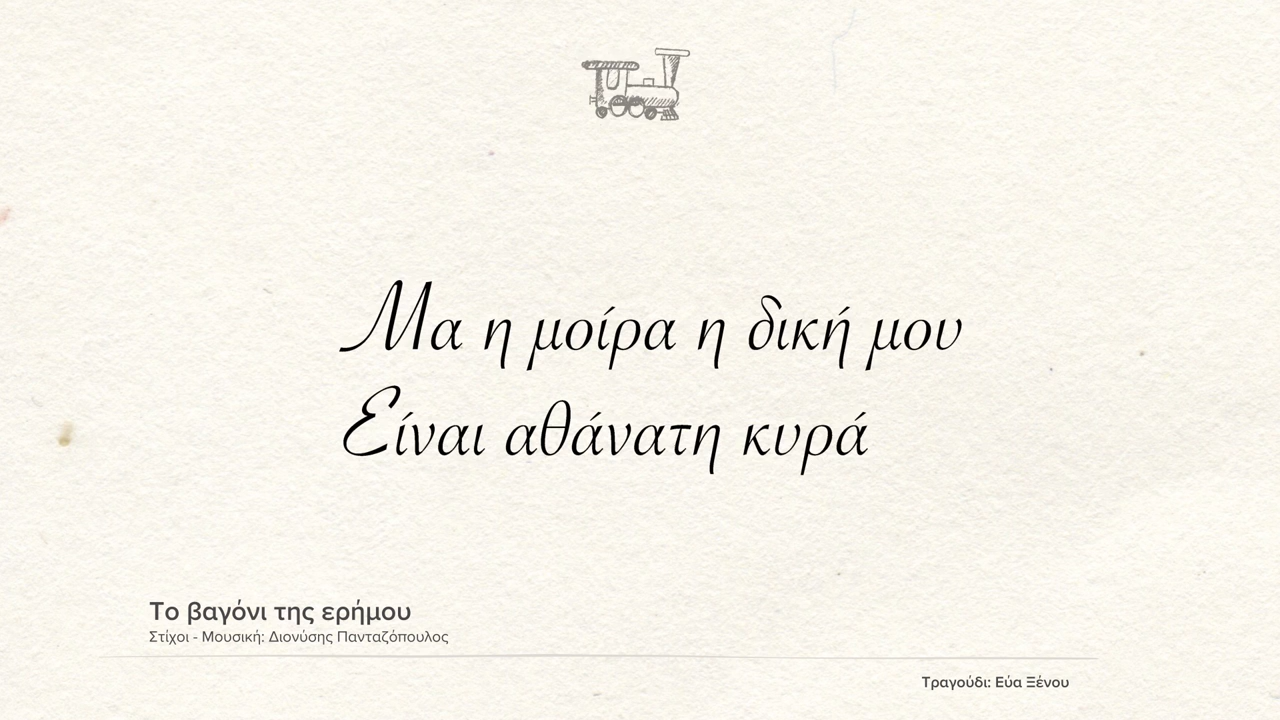 Μα η μοίρα η δική μου
Είναι αθάνατη κυρά
Το βαγόνι της ερήμου
Στίχοι - Μουσική: Διονύσης Πανταζόπουλος
Τραγούδι: Εύα Ξένου